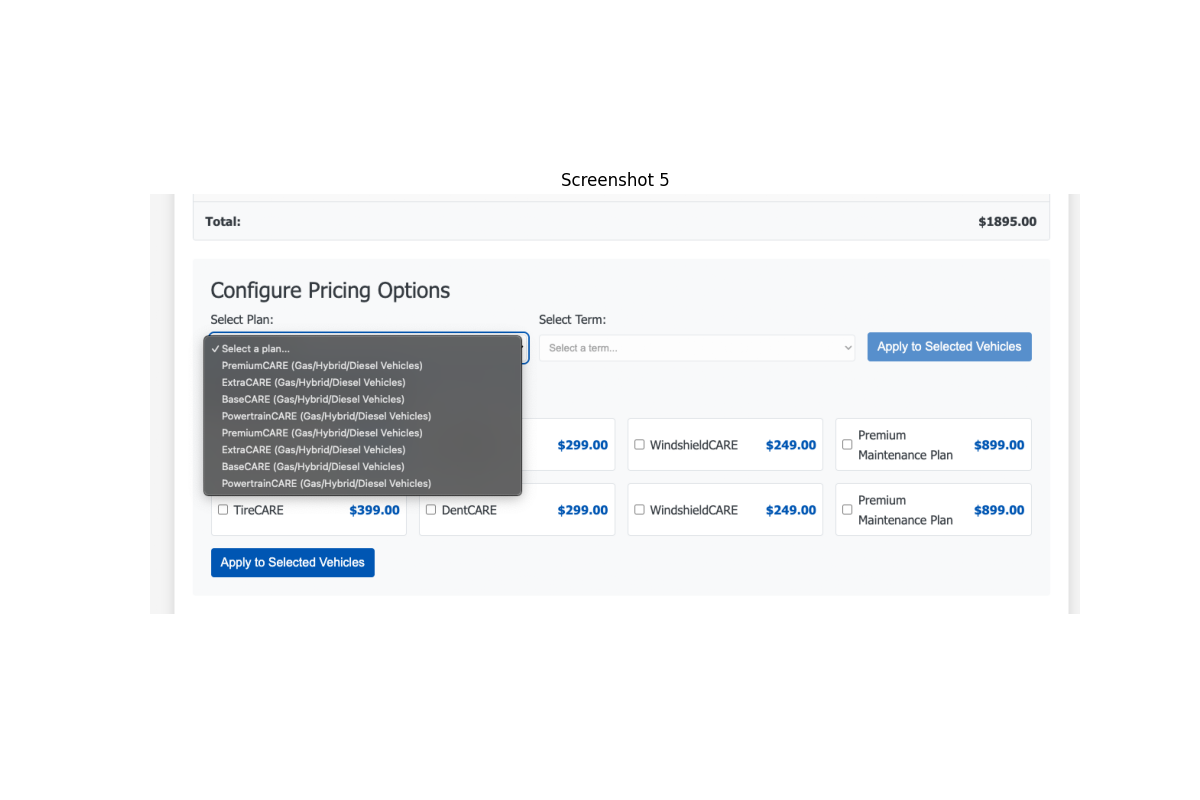 Screenshot 5
Total: $1895.00
Configure Pricing Options
Select Plan: Select Term:
✓ Select a plan...
PremiumCARE (Gas/Hybrid/Diesel Vehicles)
ExtraCARE (Gas/Hybrid/Diesel Vehicles)
BaseCARE (Gas/Hybrid/Diesel Vehicles)
PowertrainCARE (Gas/Hybrid/Diesel Vehicles)
PremiumCARE (Gas/Hybrid/Diesel Vehicles)
ExtraCARE (Gas/Hybrid/Diesel Vehicles)
BaseCARE (Gas/Hybrid/Diesel Vehicles)
PowertrainCARE (Gas/Hybrid/Diesel Vehicles)
Select a term... Apply to Selected Vehicles
$299.00 WindshieldCARE $249.00 Premium
Maintenance Plan $899.00
TireCARE $399.00 DentCARE $299.00 WindshieldCARE $249.00 Premium
Maintenance Plan $899.00
Apply to Selected Vehicles